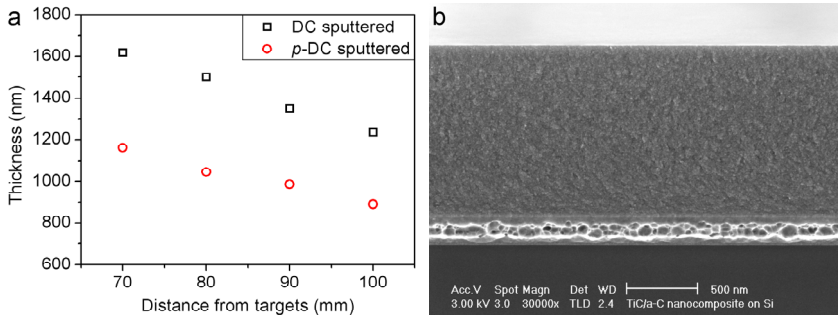 a
1800
1600
1400
1200
1000
800
600
Thickness (nm)
DC sputtered
p-DC sputtered
70 80 90 100
Distance from targets (mm)
b
Acc.V Spot Magn Det WD 500 nm
3.00 kV 3.0 30000x TLD 2.4 TiC/a-C nanocomposite on Si